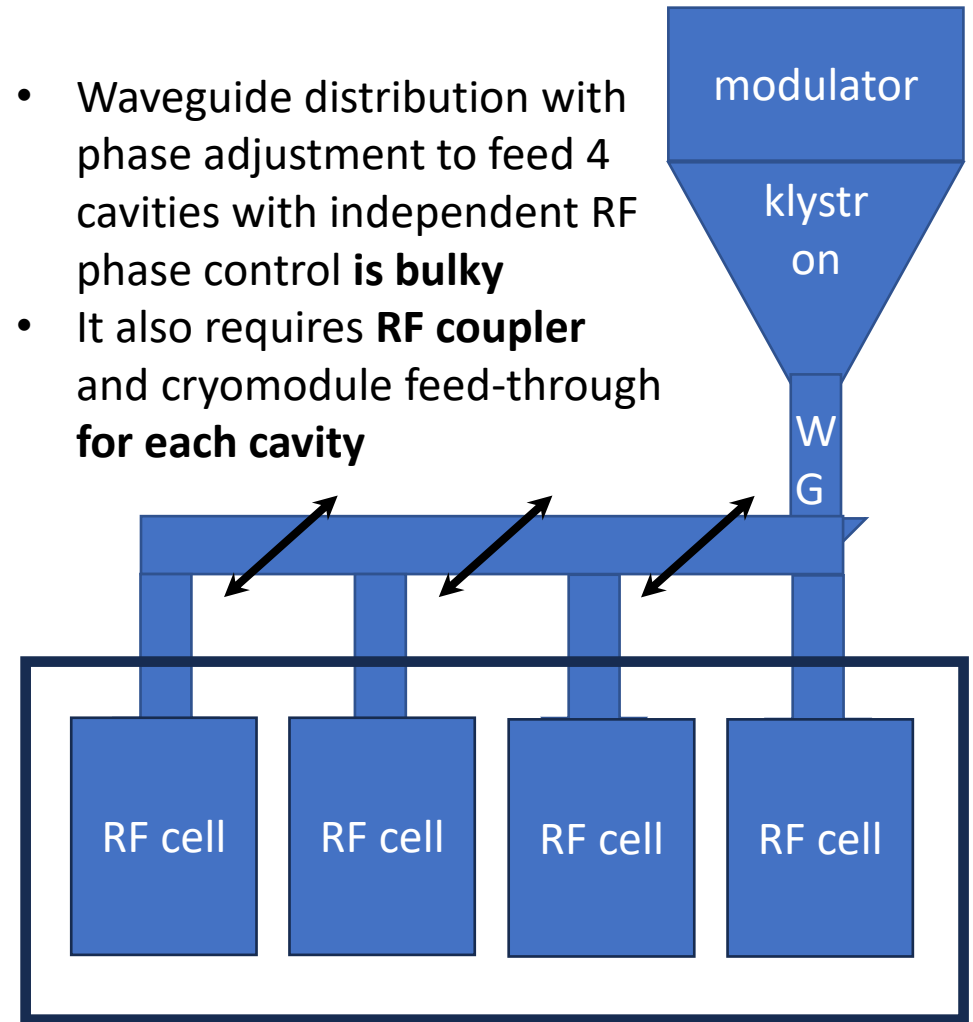 • Waveguide distribution with
phase adjustment to feed 4
cavities with independent RF
phase control is bulky
• It also requires RF coupler
and cryomodule feed-through
for each cavity
modulator
klystr
on
W
G
RF cell
RF cell
RF cell
RF cell